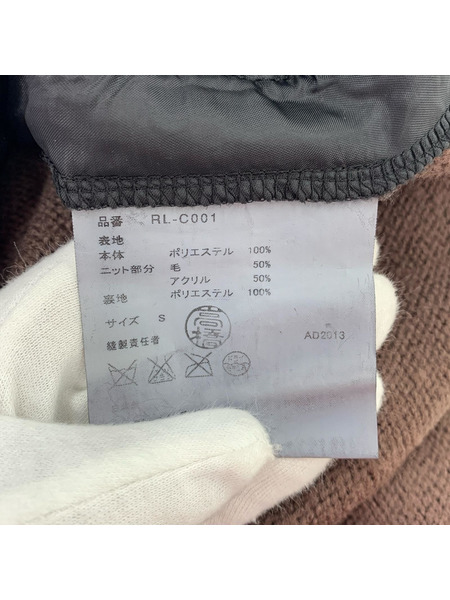 品番 RL-C001
表地
本体 ポリエステル 100%
ニット部分 毛 50%
アクリル 50%
裏地 ポリエステル 100%
サイズ S
縫製責任者
AD2013